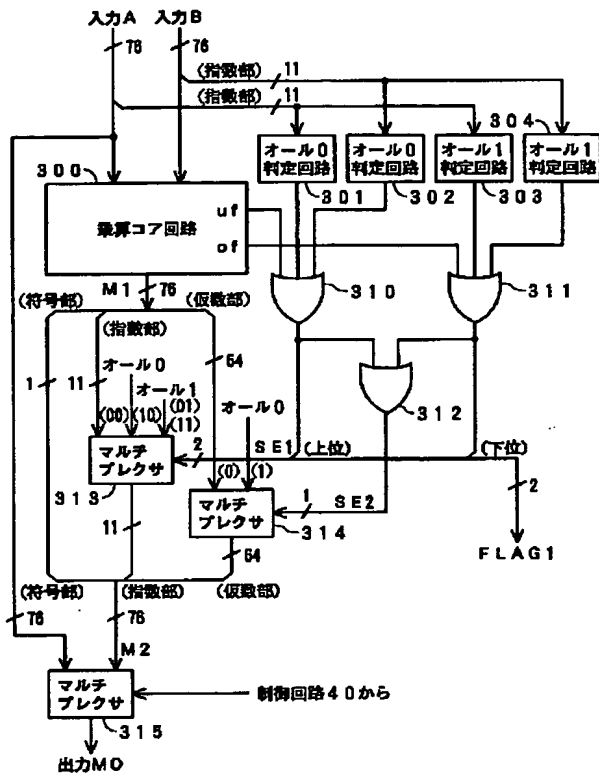 入力A 入力B
76 76
(指数部) 11
(指数部) 11
304
300
オール0
判定回路
オール0
判定回路
オール1
判定回路
オール1
判定回路
301 302 303
乗算コア回路
uf
of
310 311
M1 76
(符号部) (仮数部)
(指数部)
64
オール0
1 11
オール1
(00) (10) (01)
(11)
オール0
312
マルチ
プレクサ
2 SE1 (上位) (下位)
(0) (1)
313
マルチ
プレクサ
1 SE2
2
11
314
64
FLAG1
(符号部) (指数部) (仮数部)
76 76
M2
マルチ
プレクサ
制御回路40から
315
出力MO